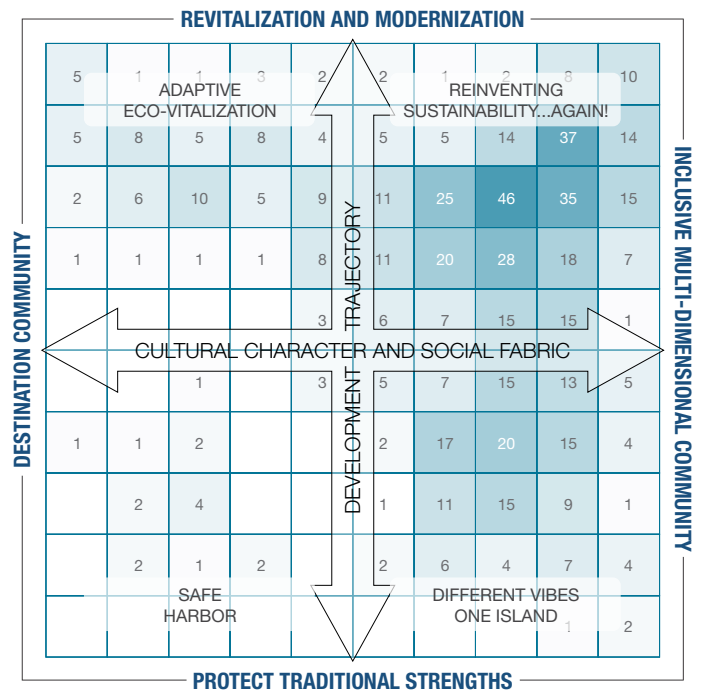 REVITALIZATION AND MODERNIZATION
5 1 1 3 2 2 1 2 8 10
ADAPTIVE
ECO-VITALIZATION
REINVENTING
SUSTAINABILITY...AGAIN!
5 8 5 8 4 5 5 14 37 14
2 6 10 5 9 11 25 46 35 15
1 1 1 1 8 11 20 28 18 7
3 6 7 15 15 1
DESTINATION COMMUNITY
CULTURAL CHARACTER AND SOCIAL FABRIC
DEVELOPMENT TRAJECTORY
INCLUSIVE MULTI-DIMENSIONAL COMMUNITY
1 3 5 7 15 13 5
1 1 2 2 17 20 15 4
2 4 1 11 15 9 1
2 1 2 2 6 4 7 4
SAFE
HARBOR
DIFFERENT VIBES
ONE ISLAND
1 2
PROTECT TRADITIONAL STRENGTHS